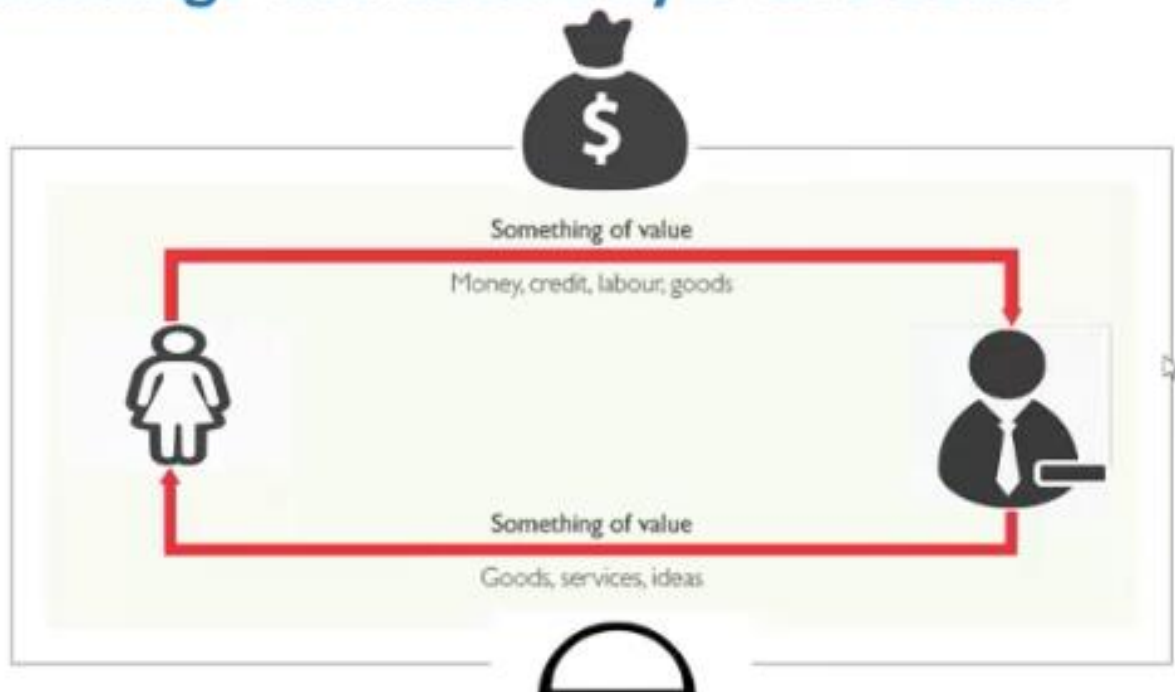 $
Something of value
Money, credit, labour, goods
Something of value
Goods, services, ideas